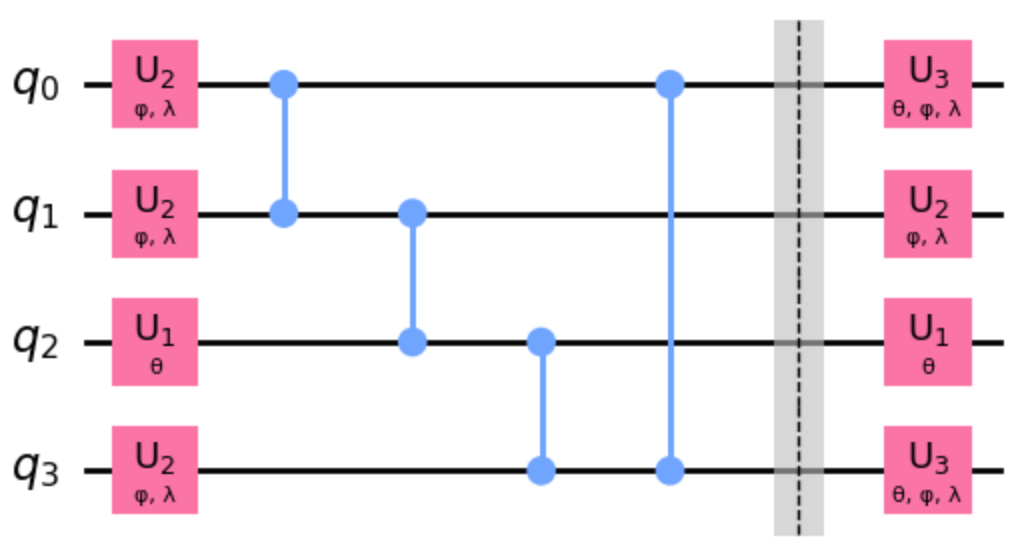 q0 U2 φ, λ U3 θ, φ, λ
q1 U2 φ, λ U2 φ, λ
q2 U1 θ U1 θ
q3 U2 φ, λ U3 θ, φ, λ